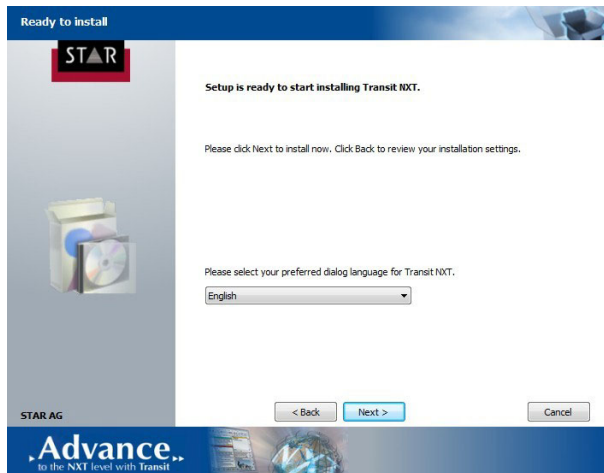 Ready to install
STAR
Setup is ready to start installing Transit NXT.
Please click Next to install now. Click Back to review your installation settings.
Please select your preferred dialog language for Transit NXT.
English
STAR AG
< Back
Next >
Cancel
Advance
to the NXT level with Transit